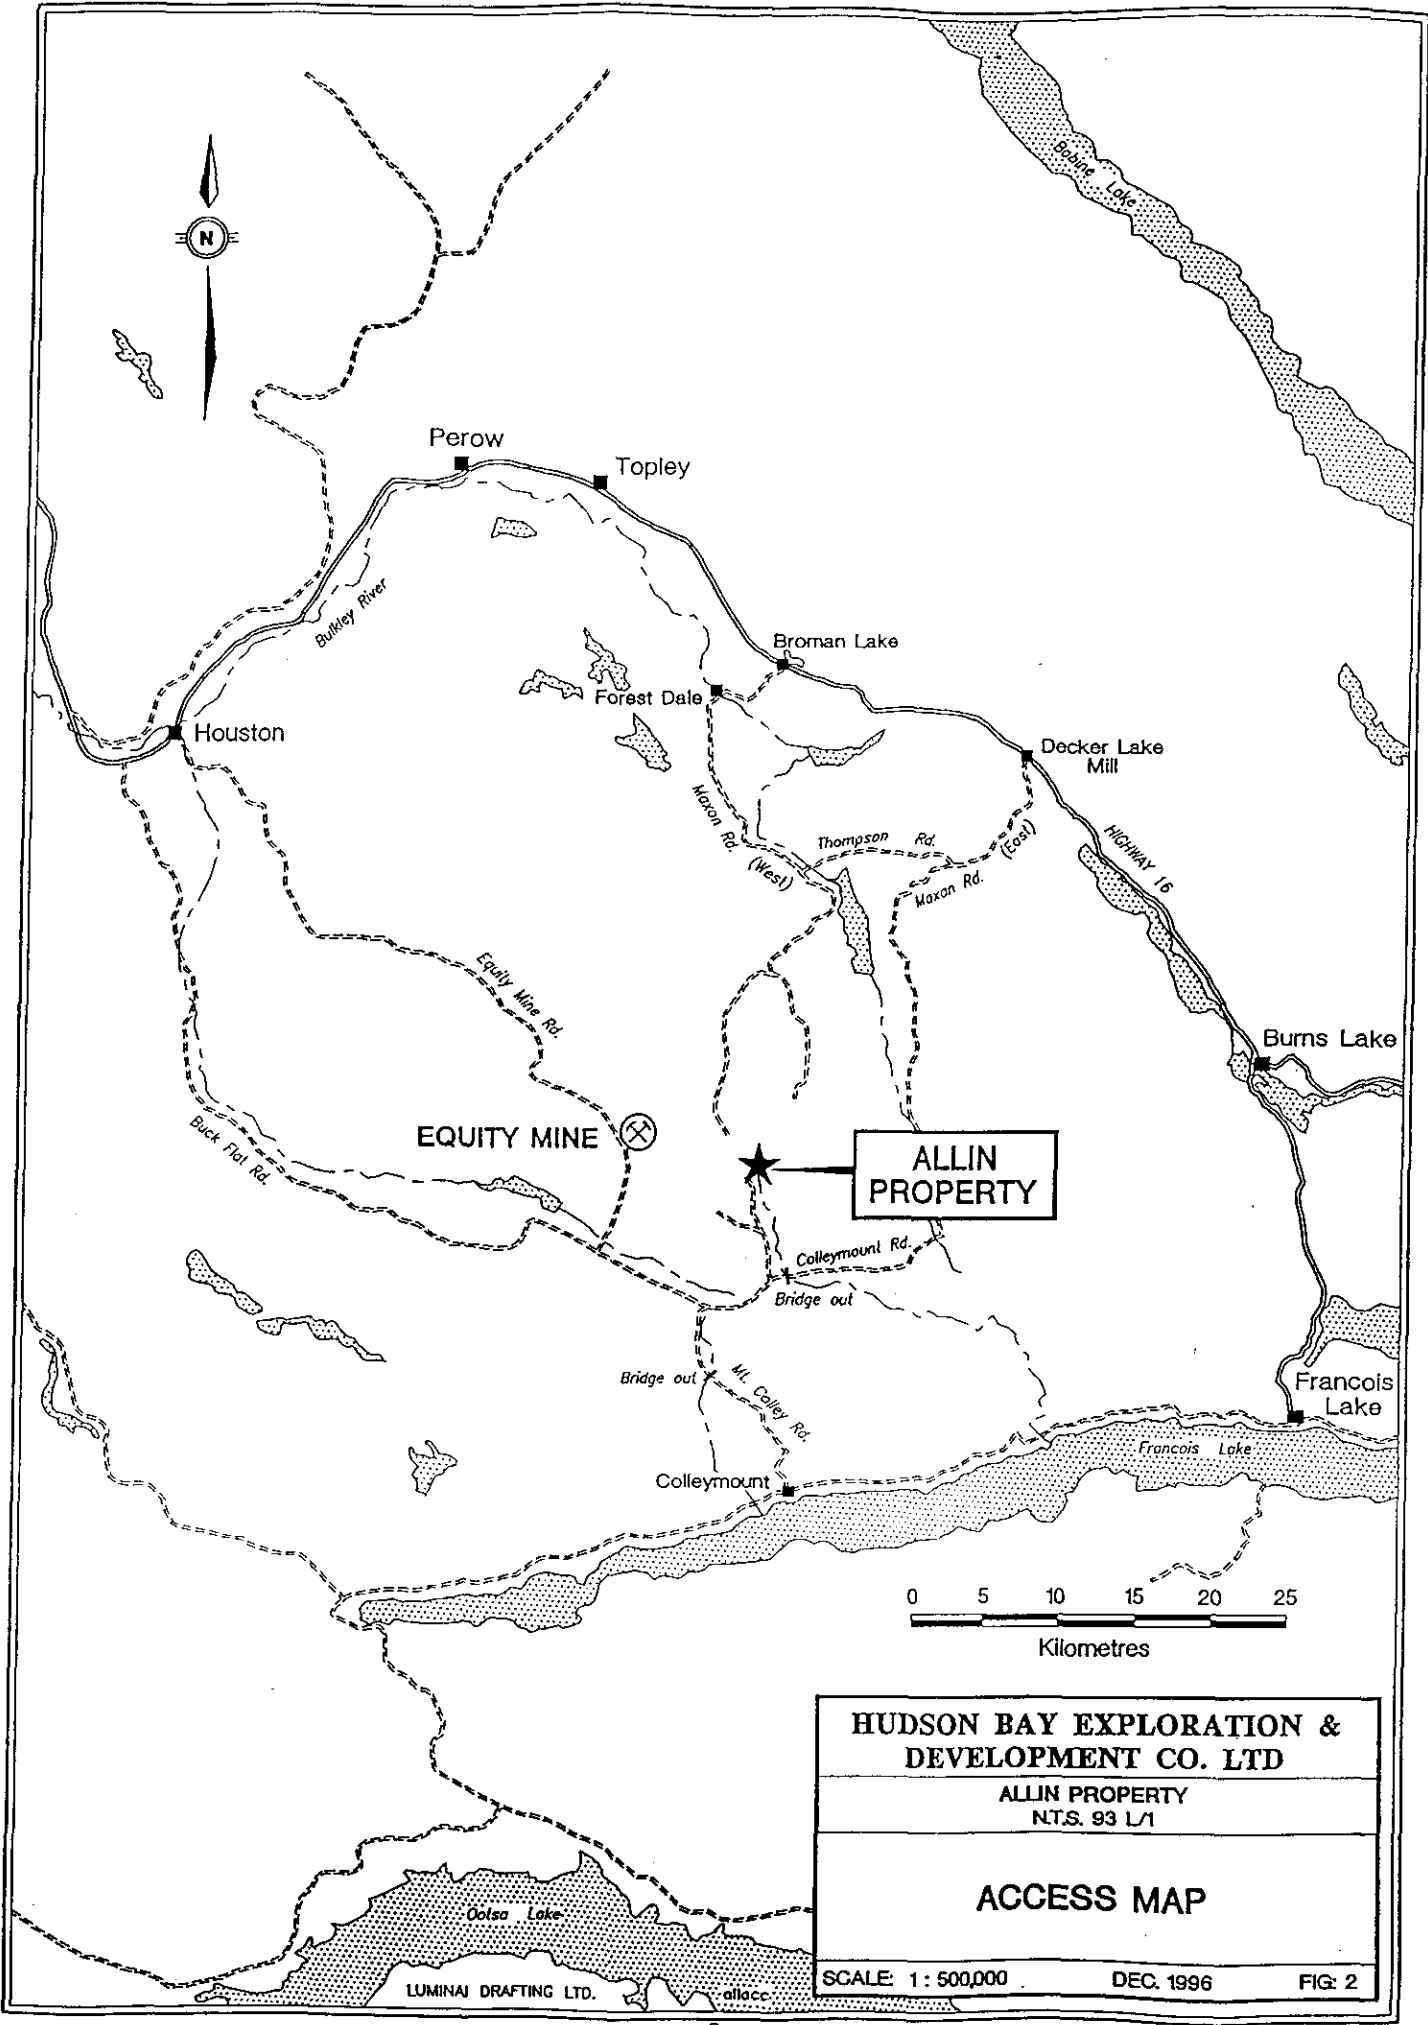 Babine Lake
N
Perow
Topley
Bulkley River
Broman Lake
Forest Dale
Houston
Decker Lake
Mill
Maxon Rd.
(West)
Thompson Rd.
(East)
Maxan Rd.
HIGHWAY 16
Equity Mine Rd.
Burns Lake
EQUITY MINE
Buck Flat Rd.
ALLIN
PROPERTY
Colleymount Rd.
Bridge out
Bridge out
Mt. Colley Rd.
Francois
Lake
Francois Lake
Colleymount
0 5 10 15 20 25
Kilometres
HUDSON BAY EXPLORATION &
DEVELOPMENT CO. LTD
ALLIN PROPERTY
N.T.S. 93 L/1
ACCESS MAP
Ootsa Lake
SCALE: 1 : 500,000 DEC. 1996 FIG: 2
LUMINAI DRAFTING LTD.
allacc